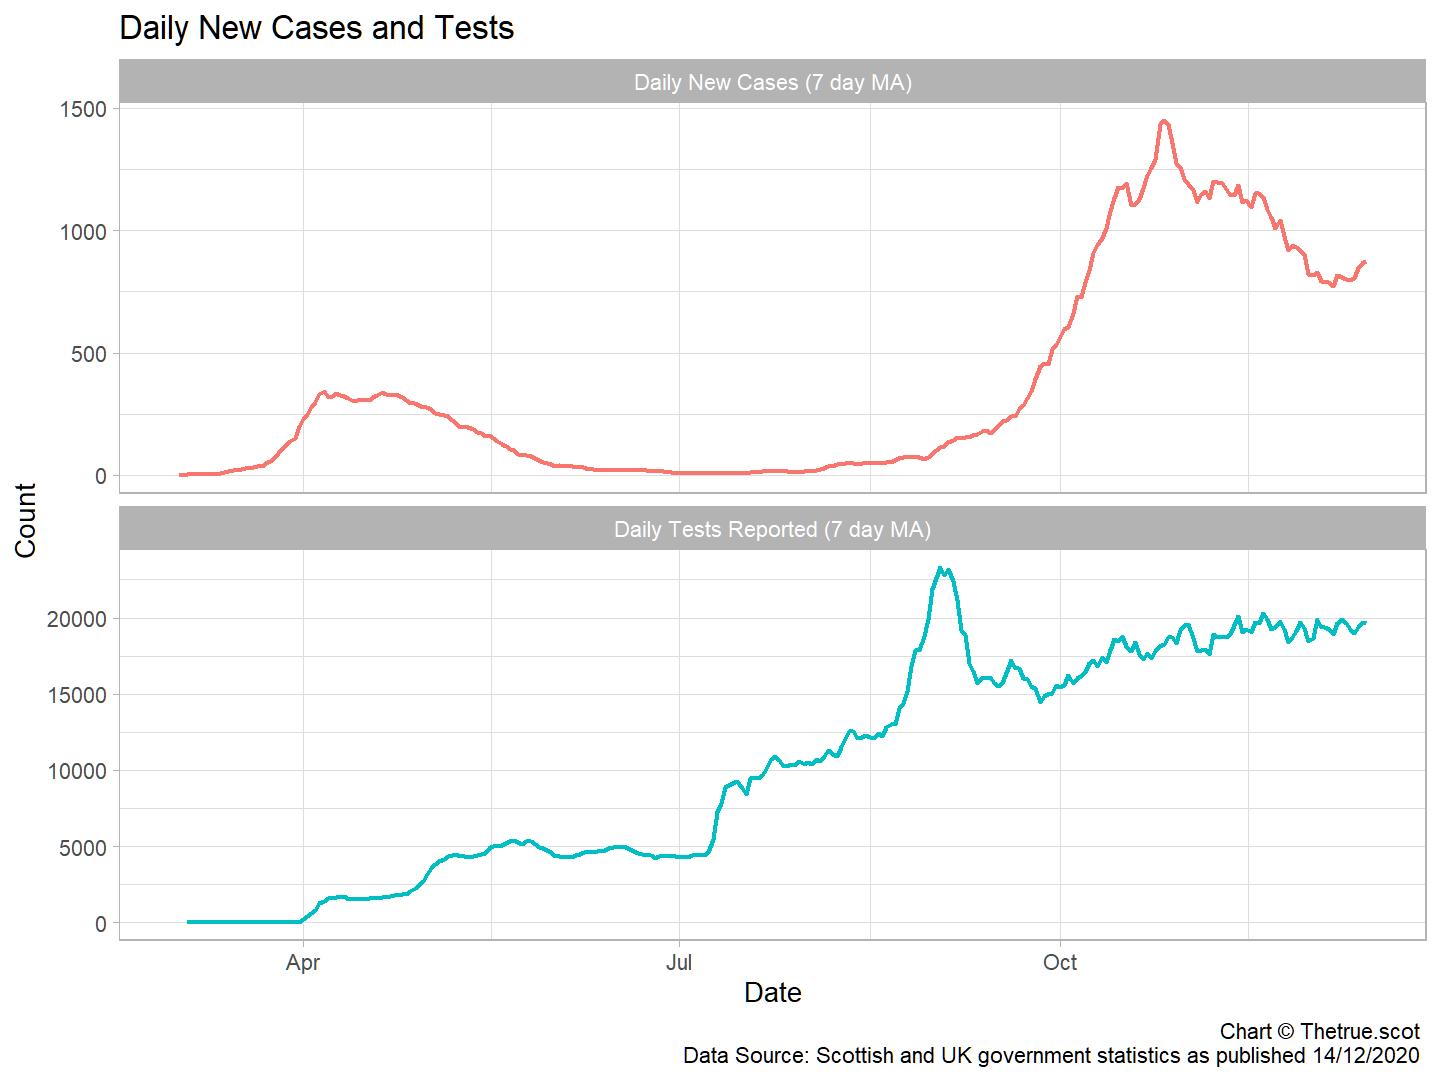 Daily New Cases and Tests
Daily New Cases (7 day MA)
1500
1000
500
0
Count
Daily Tests Reported (7 day MA)
20000
15000
10000
5000
0
Apr Jul Oct
Date
Chart © Thetrue.scot
Data Source: Scottish and UK government statistics as published 14/12/2020